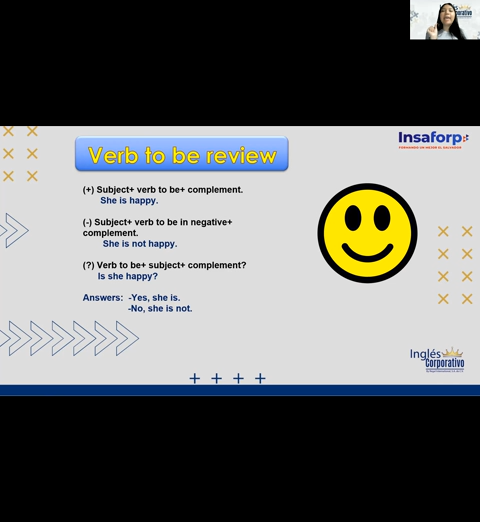 Insaforp
Verb to be review
(+) Subject+ verb to be+ complement.
She is happy.
(-) Subject+ verb to be in negative+
complement.
She is not happy.
(?) Verb to be+ subject+ complement?
Is she happy?
Answers: -Yes, she is.
-No, she is not.
Inglés
Corporativo